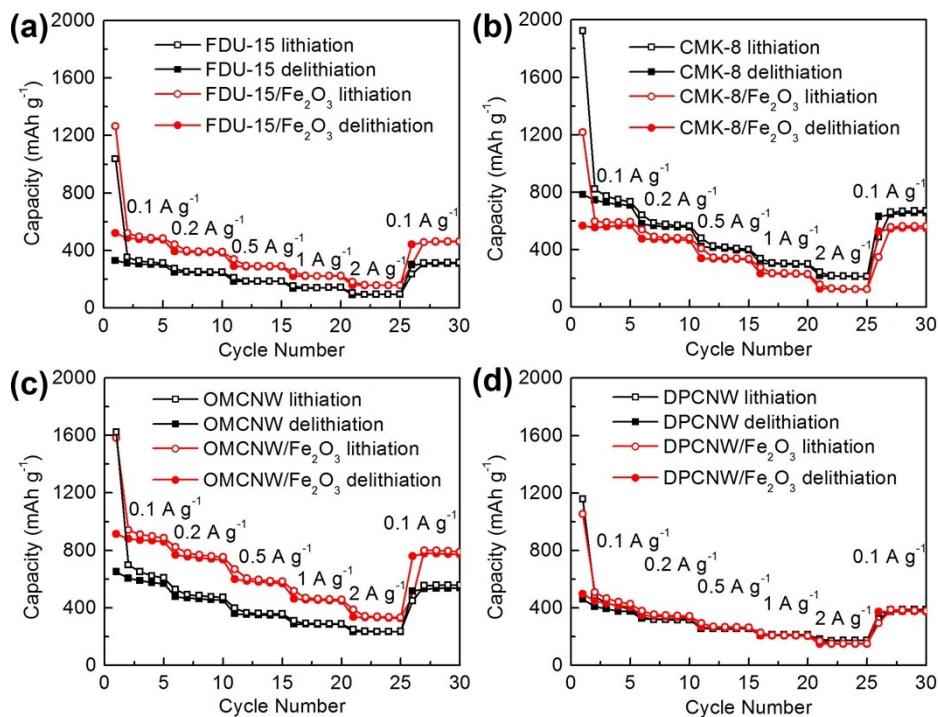 (a)
2000
1600
1200
800
400
0
Capacity (mAh g⁻¹)
FDU-15 lithiation
FDU-15 delithiation
FDU-15/Fe₂O₃ lithiation
FDU-15/Fe₂O₃ delithiation
0.1 A g⁻¹
0.2 A g⁻¹
0.5 A g⁻¹
1 A g⁻¹
2 A g⁻¹
0.1 A g⁻¹
0 5 10 15 20 25 30
Cycle Number
(b)
2000
1600
1200
800
400
0
Capacity (mAh g⁻¹)
CMK-8 lithiation
CMK-8 delithiation
CMK-8/Fe₂O₃ lithiation
CMK-8/Fe₂O₃ delithiation
0.1 A g⁻¹
0.2 A g⁻¹
0.5 A g⁻¹
1 A g⁻¹
2 A g⁻¹
0.1 A g⁻¹
0 5 10 15 20 25 30
Cycle Number
(c)
2000
1600
1200
800
400
0
Capacity (mAh g⁻¹)
OMCNW lithiation
OMCNW delithiation
OMCNW/Fe₂O₃ lithiation
OMCNW/Fe₂O₃ delithiation
0.1 A g⁻¹
0.2 A g⁻¹
0.5 A g⁻¹
1 A g⁻¹
2 A g⁻¹
0.1 A g⁻¹
0 5 10 15 20 25 30
Cycle Number
(d)
2000
1600
1200
800
400
0
Capacity (mAh g⁻¹)
DPCNW lithiation
DPCNW delithiation
DPCNW/Fe₂O₃ lithiation
DPCNW/Fe₂O₃ delithiation
0.1 A g⁻¹
0.2 A g⁻¹
0.5 A g⁻¹
1 A g⁻¹
2 A g⁻¹
0.1 A g⁻¹
0 5 10 15 20 25 30
Cycle Number